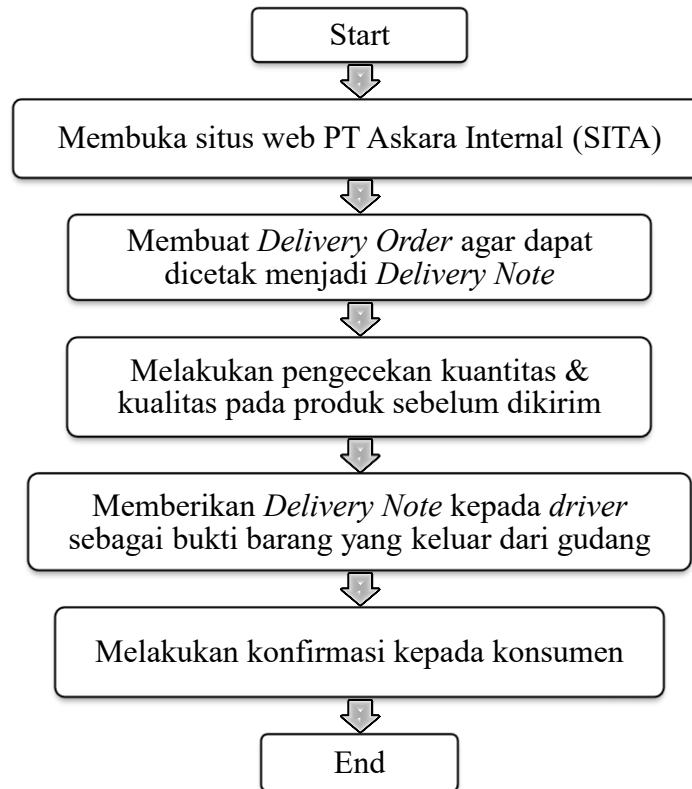 Start
Membuka situs web PT Askara Internal (SITA)
Membuat Delivery Order agar dapat
dicetak menjadi Delivery Note
Melakukan pengecekan kuantitas &
kualitas pada produk sebelum dikirim
Memberikan Delivery Note kepada driver
sebagai bukti barang yang keluar dari gudang
Melakukan konfirmasi kepada konsumen
End